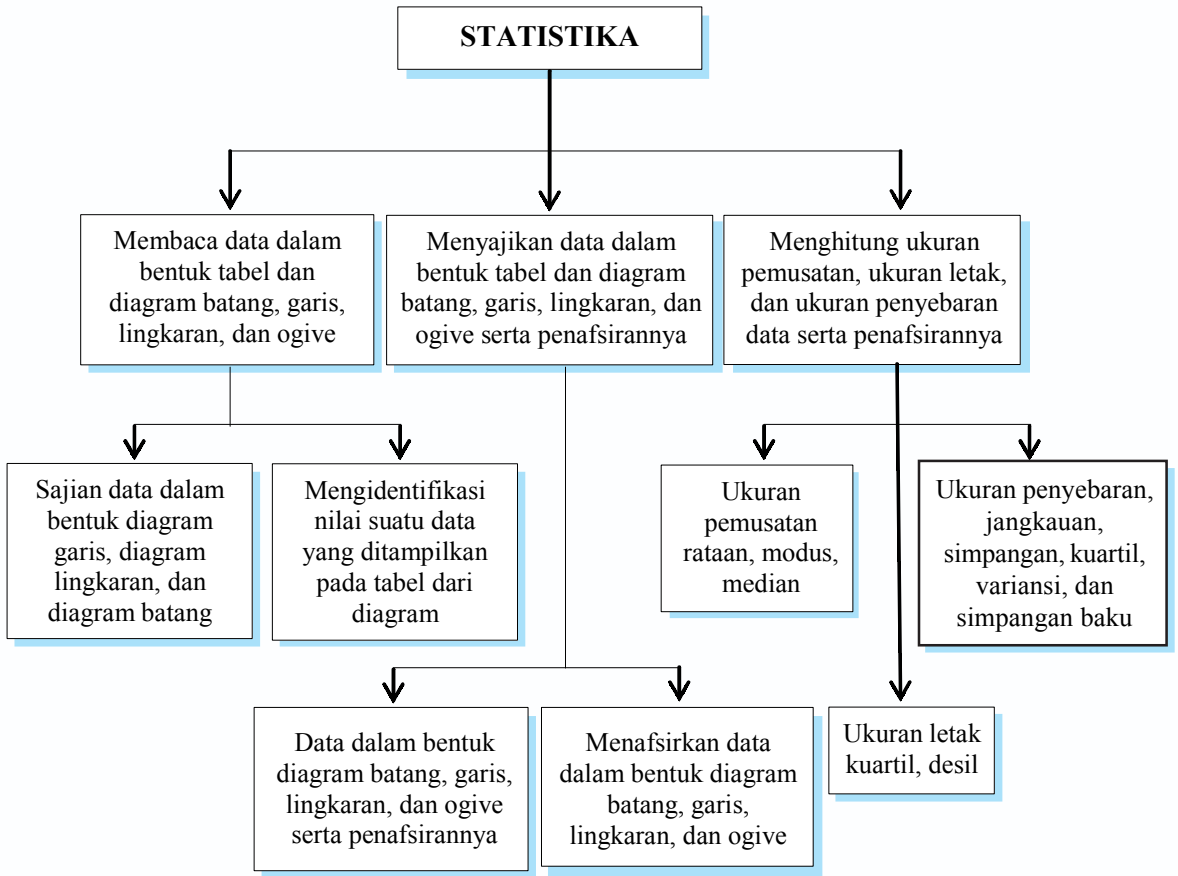 STATISTIKA
Membaca data dalam
bentuk tabel dan
diagram batang, garis,
lingkaran, dan ogive
Menyajikan data dalam
bentuk tabel dan diagram
batang, garis, lingkaran, dan
ogive serta penafsirannya
Menghitung ukuran
pemusatan, ukuran letak,
dan ukuran penyebaran
data serta penafsirannya
Sajian data dalam
bentuk diagram
garis, diagram
lingkaran, dan
diagram batang
Mengidentifikasi
nilai suatu data
yang ditampilkan
pada tabel dari
diagram
Ukuran
pemusatan
rataan, modus,
median
Ukuran penyebaran,
jangkauan,
simpangan, kuartil,
variansi, dan
simpangan baku
Data dalam bentuk
diagram batang, garis,
lingkaran, dan ogive
serta penafsirannya
Menafsirkan data
dalam bentuk diagram
batang, garis,
lingkaran, dan ogive
Ukuran letak
kuartil, desil